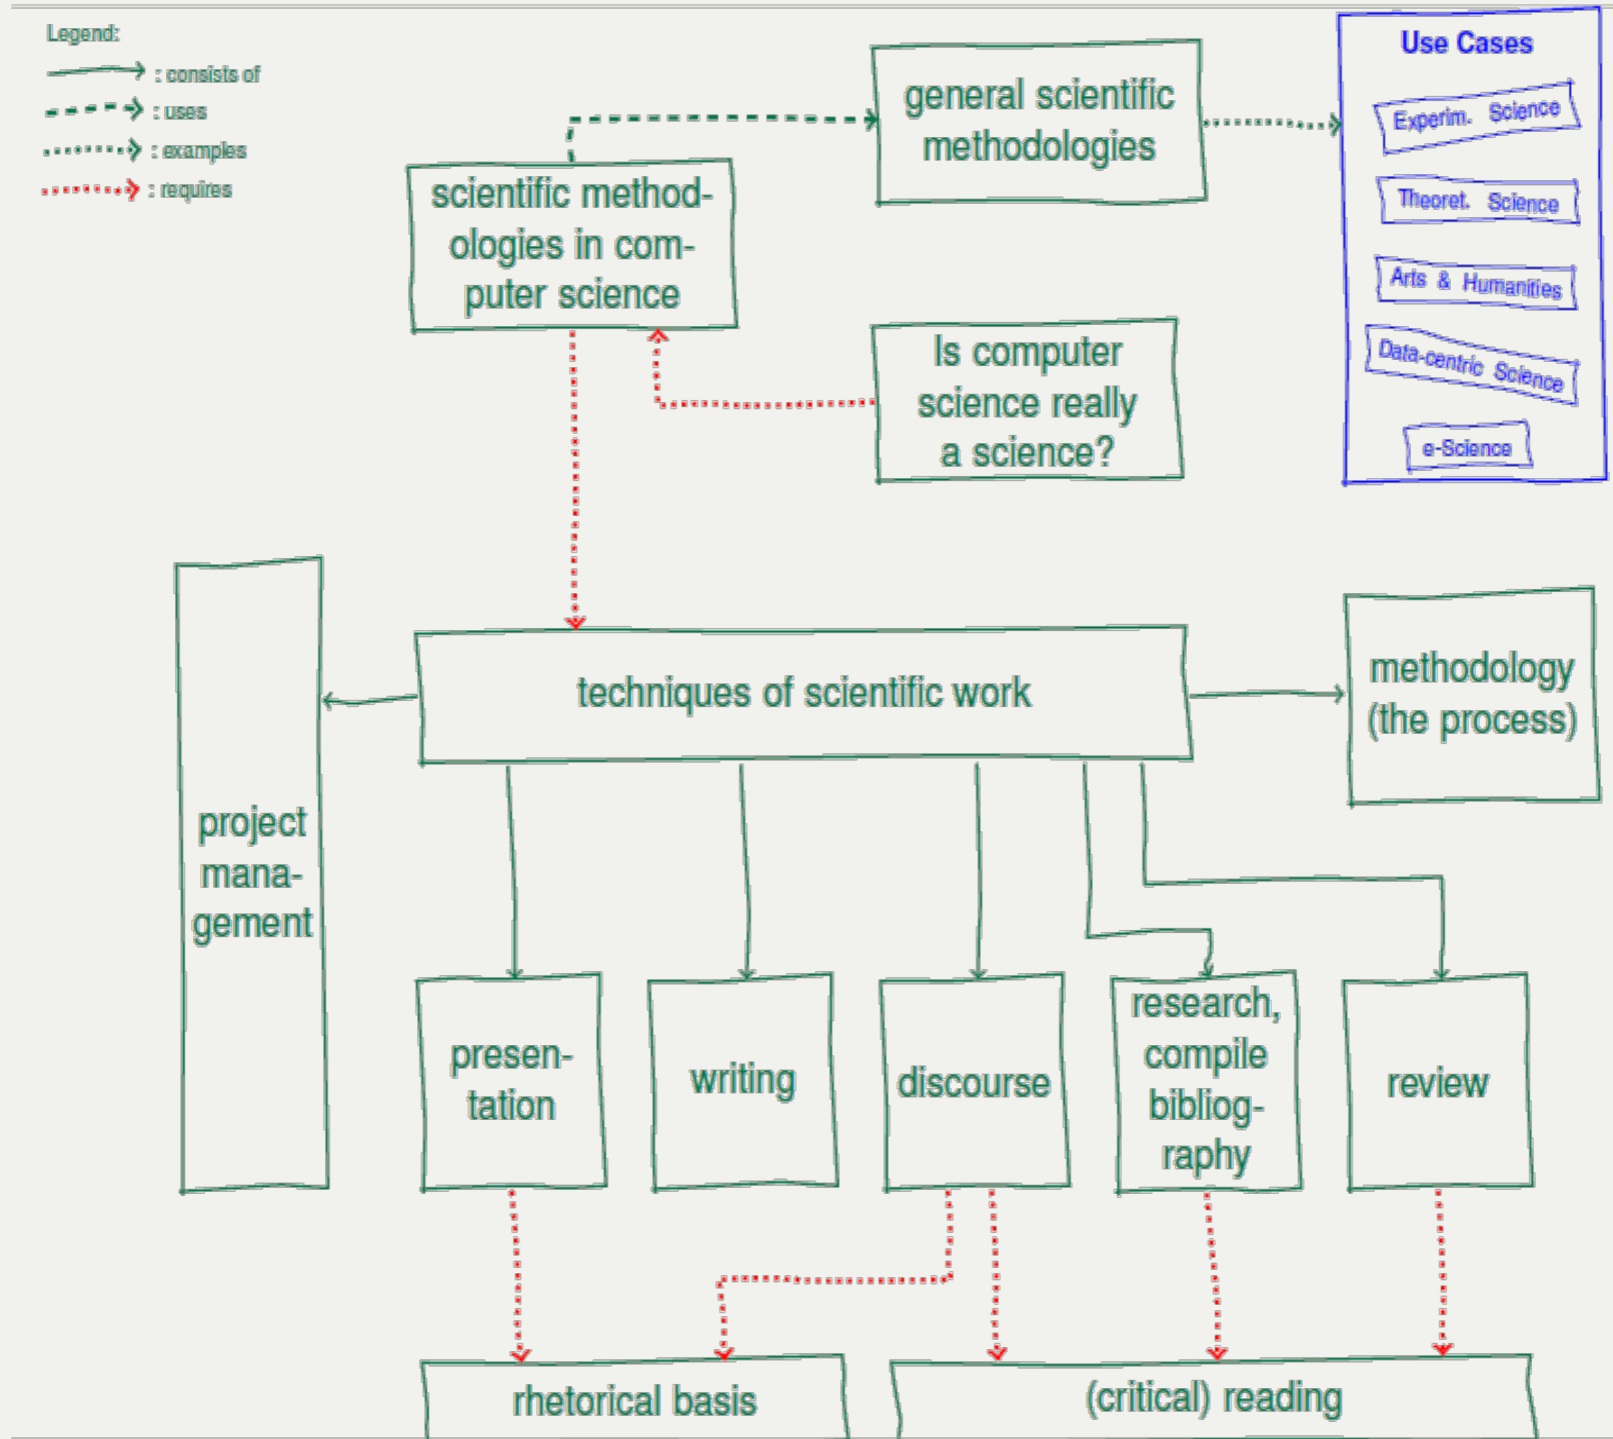 Legend:
: consists of
: uses
: examples
: requires
general scientific
methodologies
Use Cases
Experim. Science
Theoret. Science
Arts & Humanities
Data-centric Science
e-Science
scientific method-
ologies in com-
puter science
Is computer
science really
a science?
techniques of scientific work
methodology
(the process)
project
mana-
gement
presen-
tation
writing
discourse
research,
compile
bibliog-
raphy
review
rhetorical basis
(critical) reading